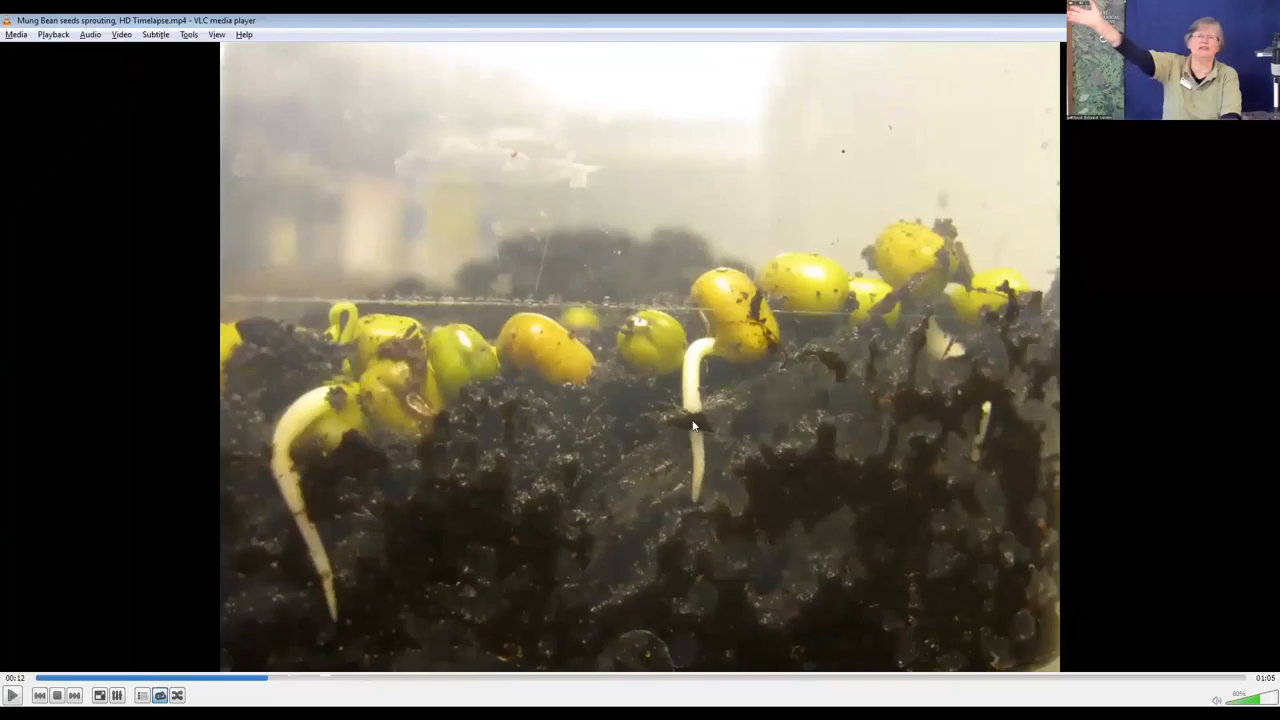 Mung Bean seeds sprouting, HD Timelapse.mp4 - VLC media player
Media Playback Audio Video Subtitle Tools View Help
00:12
01:05
80%